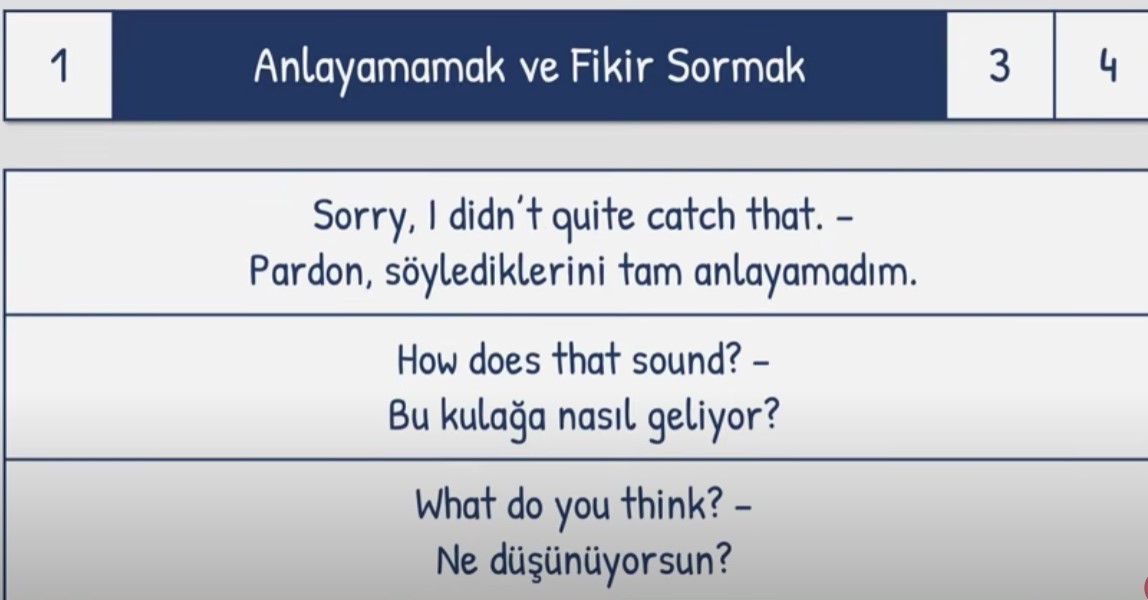 1 Anlayamamak ve Fikir Sormak 3 4
Sorry, I didn't quite catch that. –
Pardon, söylediklerini tam anlayamadım.
How does that sound? –
Bu kulağa nasıl geliyor?
What do you think? –
Ne düşünüyorsun?